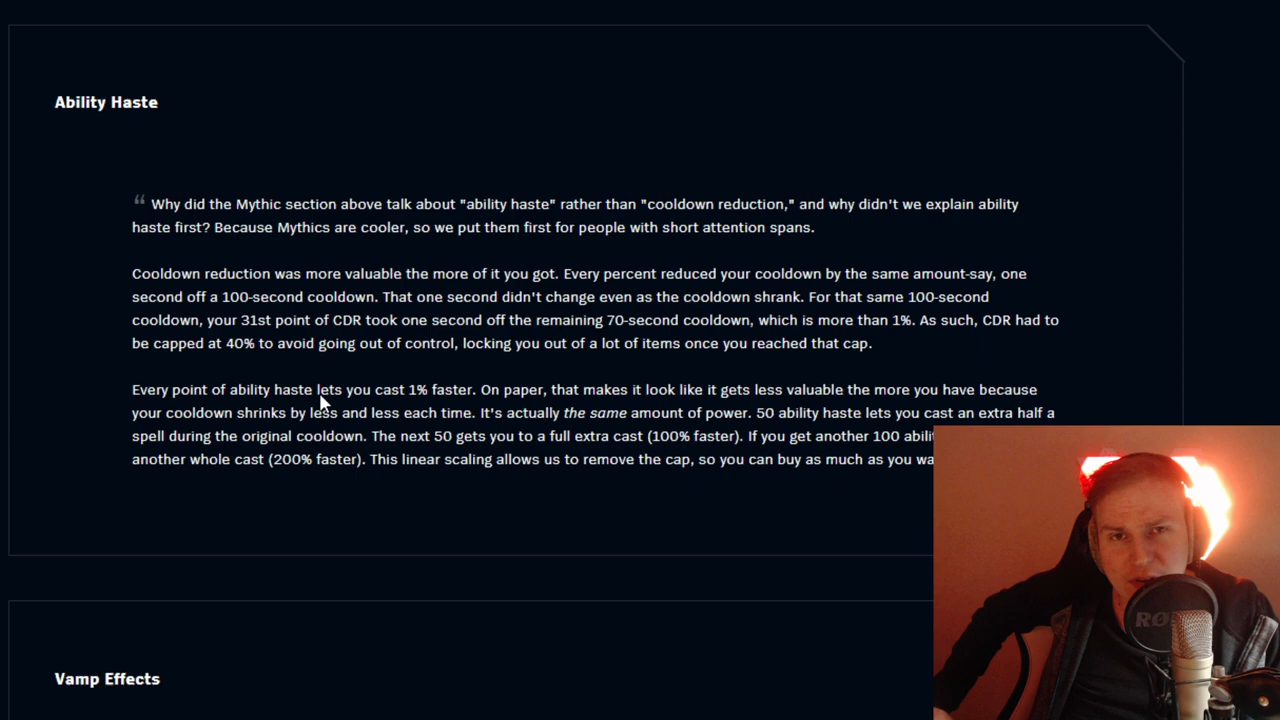 Ability Haste
“ Why did the Mythic section above talk about "ability haste" rather than "cooldown reduction," and why didn't we explain ability
haste first? Because Mythics are cooler, so we put them first for people with short attention spans.
Cooldown reduction was more valuable the more of it you got. Every percent reduced your cooldown by the same amount-say, one
second off a 100-second cooldown. That one second didn't change even as the cooldown shrank. For that same 100-second
cooldown, your 31st point of CDR took one second off the remaining 70-second cooldown, which is more than 1%. As such, CDR had to
be capped at 40% to avoid going out of control, locking you out of a lot of items once you reached that cap.
Every point of ability haste lets you cast 1% faster. On paper, that makes it look like it gets less valuable the more you have because
your cooldown shrinks by less and less each time. It's actually the same amount of power. 50 ability haste lets you cast an extra half a
spell during the original cooldown. The next 50 gets you to a full extra cast (100% faster). If you get another 100
another whole cast (200% faster). This linear scaling allows us to remove the cap, so you can buy as much as you
Vamp Effects